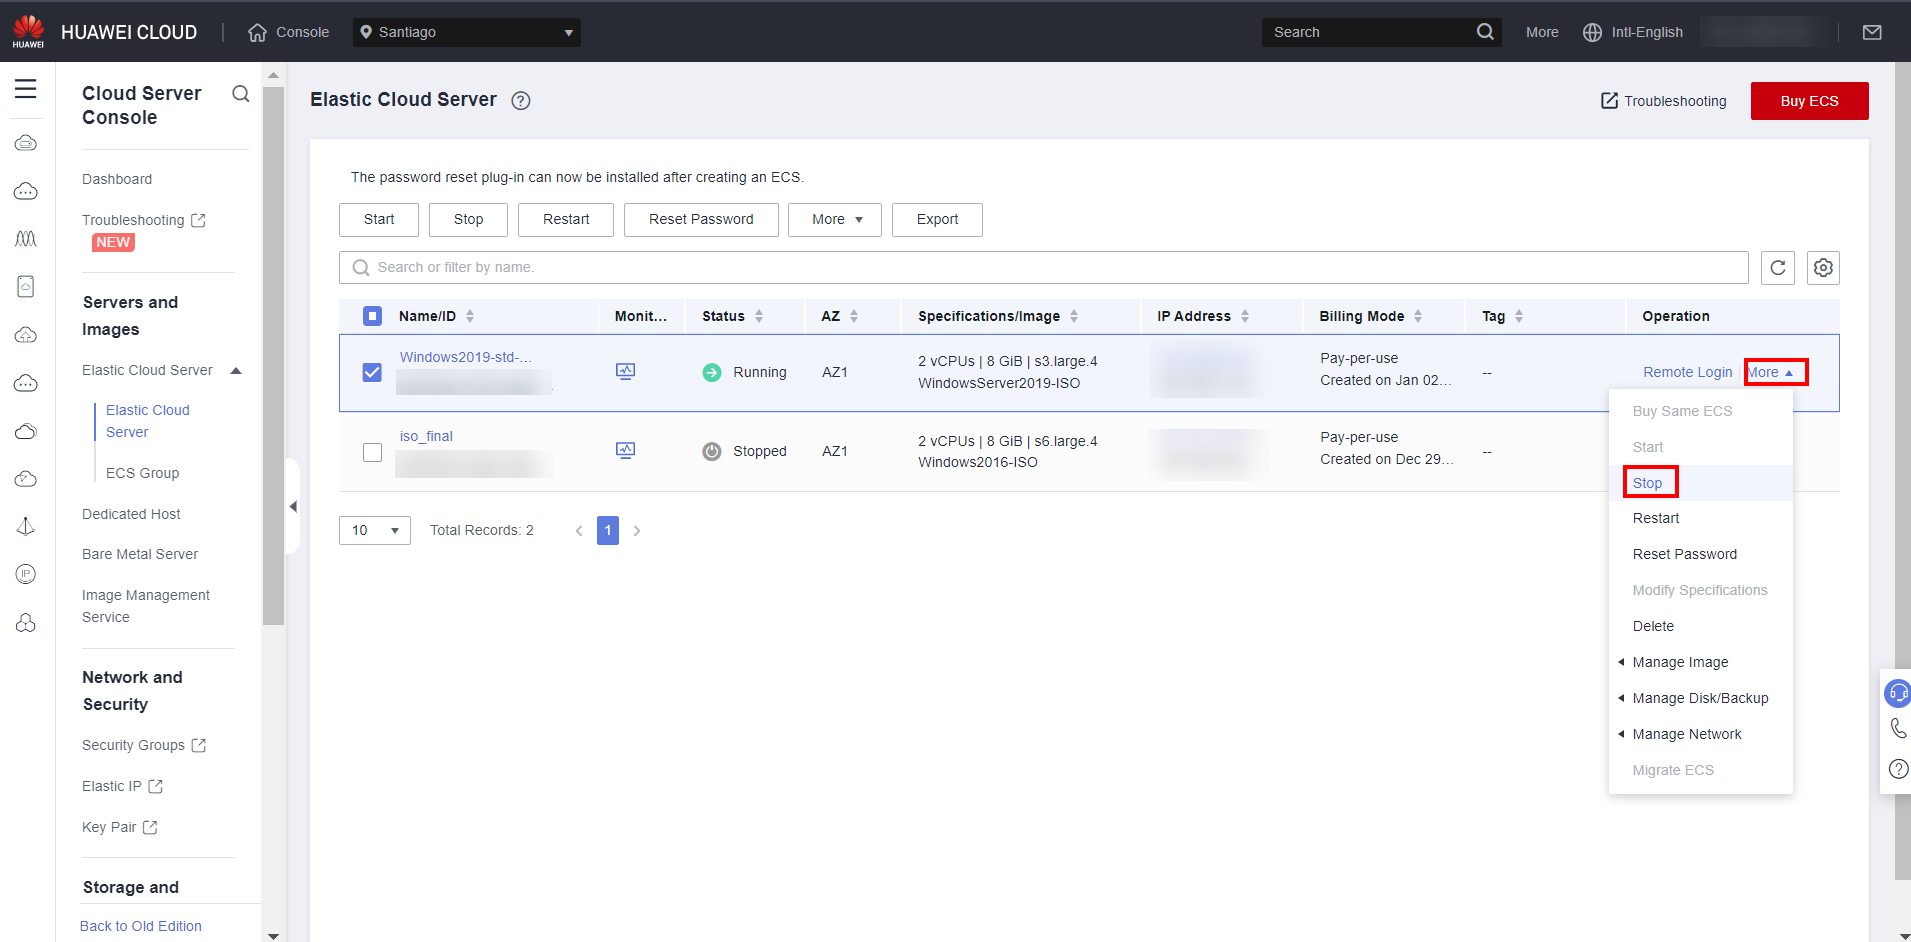 HUAWEI
HUAWEI CLOUD
Console
Santiago
Search
More
Intl-English
Cloud Server
Console
Dashboard
Troubleshooting
NEW
Servers and
Images
Elastic Cloud Server
Elastic Cloud
Server
ECS Group
Dedicated Host
Bare Metal Server
Image Management
Service
Network and
Security
Security Groups
Elastic IP
Key Pair
Storage and
Back to Old Edition
IP
Elastic Cloud Server
Troubleshooting
Buy ECS
The password reset plug-in can now be installed after creating an ECS.
Start
Stop
Restart
Reset Password
More
Export
Search or filter by name.
Name/ID
Monit...
Status
AZ
Specifications/Image
IP Address
Billing Mode
Tag
Operation
Windows2019-std-...
Running
AZ1
2 vCPUs | 8 GiB | s3.large.4
WindowsServer2019-ISO
Pay-per-use
Created on Jan 02...
--
Remote Login
More
iso_final
Stopped
AZ1
2 vCPUs | 8 GiB | s6.large.4
Windows2016-ISO
Pay-per-use
Created on Dec 29...
--
Buy Same ECS
Start
Stop
Restart
Reset Password
Modify Specifications
Delete
Manage Image
Manage Disk/Backup
Manage Network
Migrate ECS
10
Total Records: 2
1